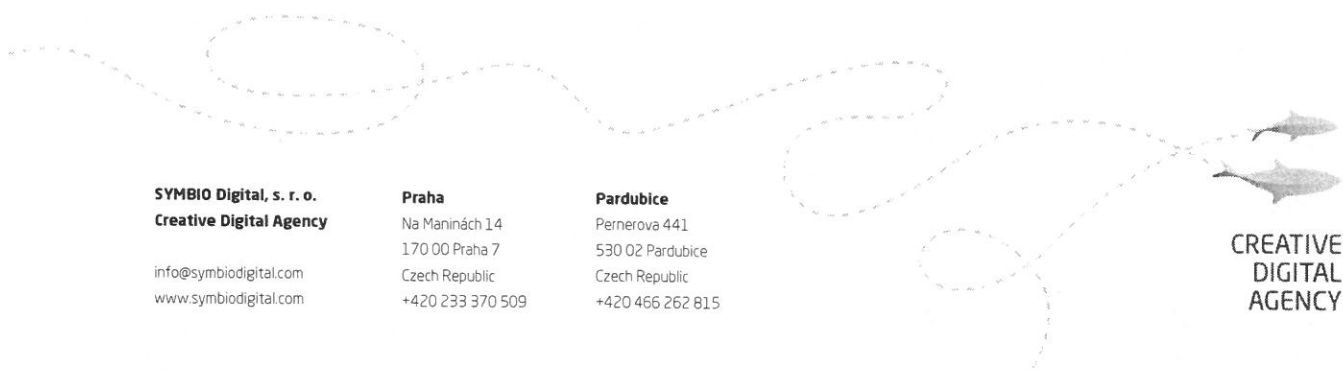 SYMBIO Digital, s. r. o.
Creative Digital Agency
info@symbiodigital.com
www.symbiodigital.com
Praha
Na Maninách 14
170 00 Praha 7
Czech Republic
+420 233 370 509
Pardubice
Pernerova 441
530 02 Pardubice
Czech Republic
+420 466 262 815
CREATIVE
DIGITAL
AGENCY